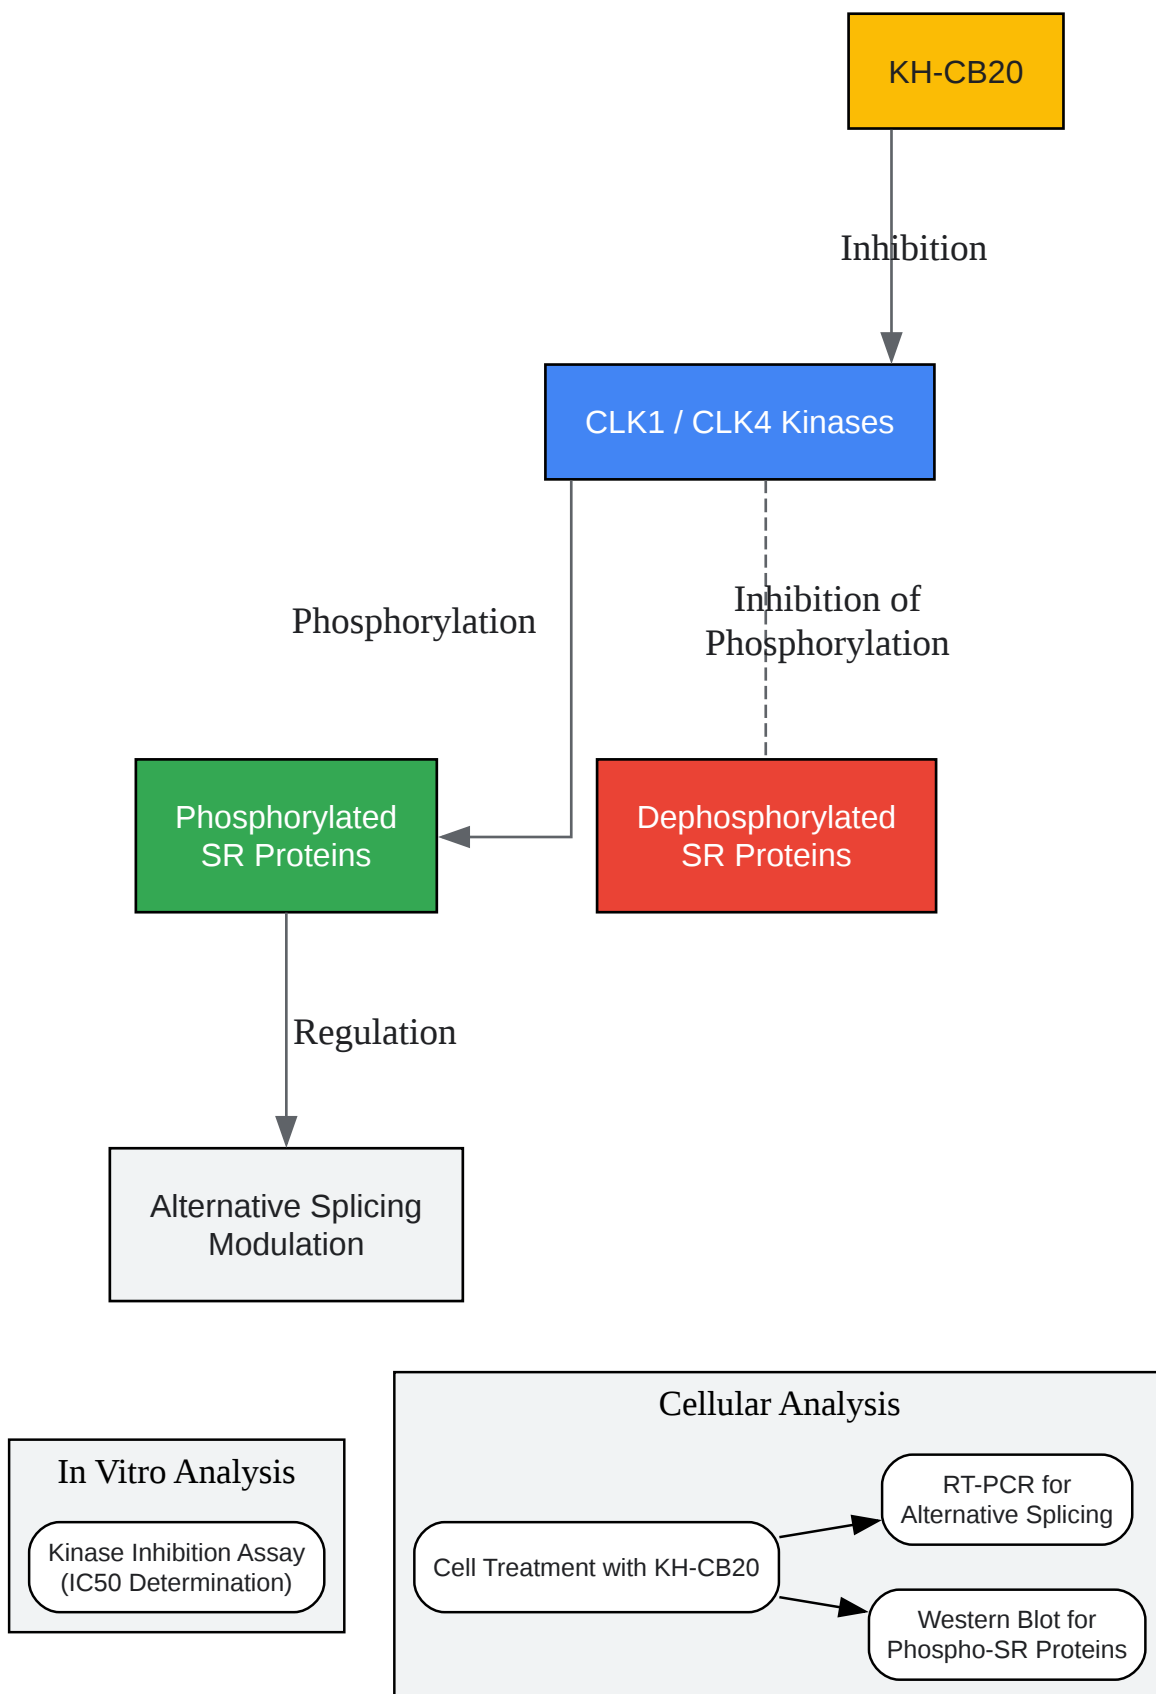 KH-CB20
Inhibition
CLK1 / CLK4 Kinases
Phosphorylation
Inhibition of
Phosphorylation
Phosphorylated
SR Proteins
Dephosphorylated
SR Proteins
Regulation
Alternative Splicing
Modulation
In Vitro Analysis
Kinase Inhibition Assay
(IC50 Determination)
Cellular Analysis
Cell Treatment with KH-CB20
RT-PCR for
Alternative Splicing
Western Blot for
Phospho-SR Proteins